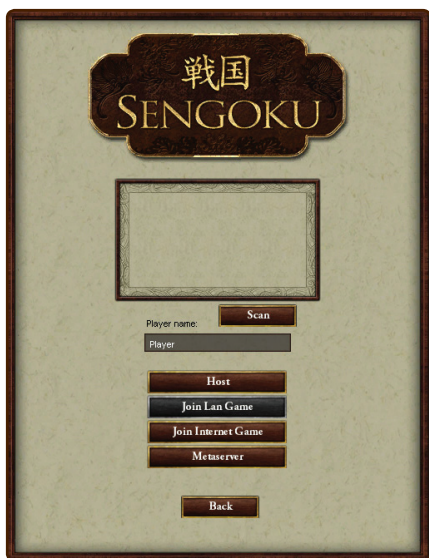 戦国
SENGOKU
Scan
Player name:
Player
Host
Join Lan Game
Join Internet Game
Metaserver
Back